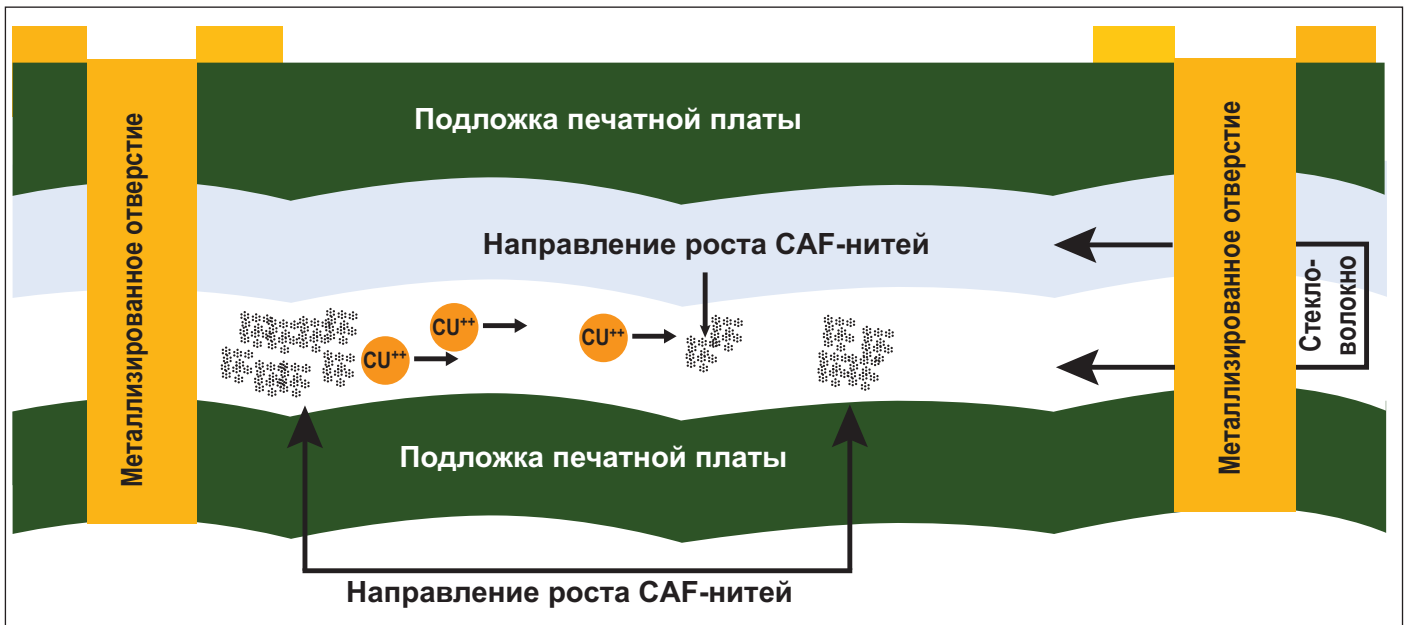 Подложка печатной платы
Металлизированное отверстие
Направление роста CAF-нитей
CU++
CU++
CU++
Металлизированное отверстие
Стекло-
волокно
Подложка печатной платы
Направление роста CAF-нитей